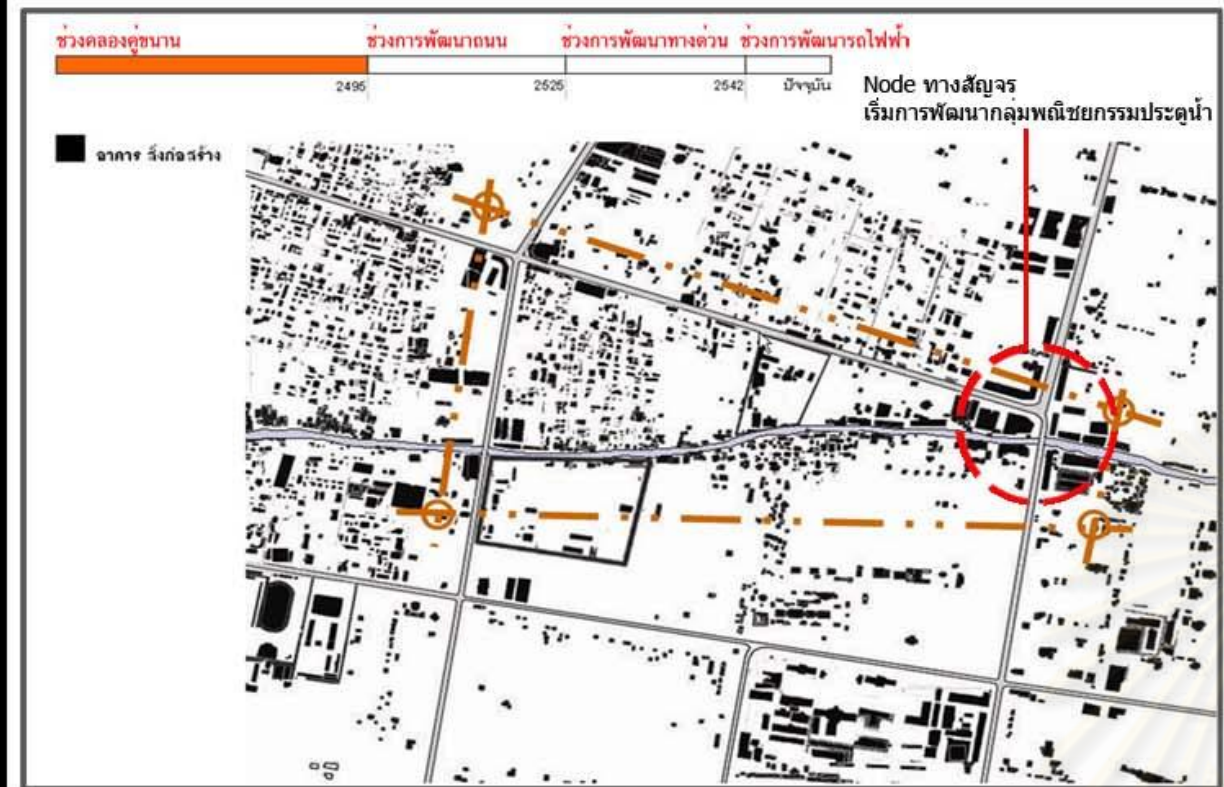 ช่วงคลองคู่ขนาน ช่วงการพัฒนาถนน ช่วงการพัฒนาทางด่วน ช่วงการพัฒนารถไฟฟ้า
2495 2525 2542 ปัจจุบัน
Node ทางสัญจร
เริ่มการพัฒนากลุ่มพณิชยกรรมประตูน้ำ
อาคาร สิ่งก่อสร้าง